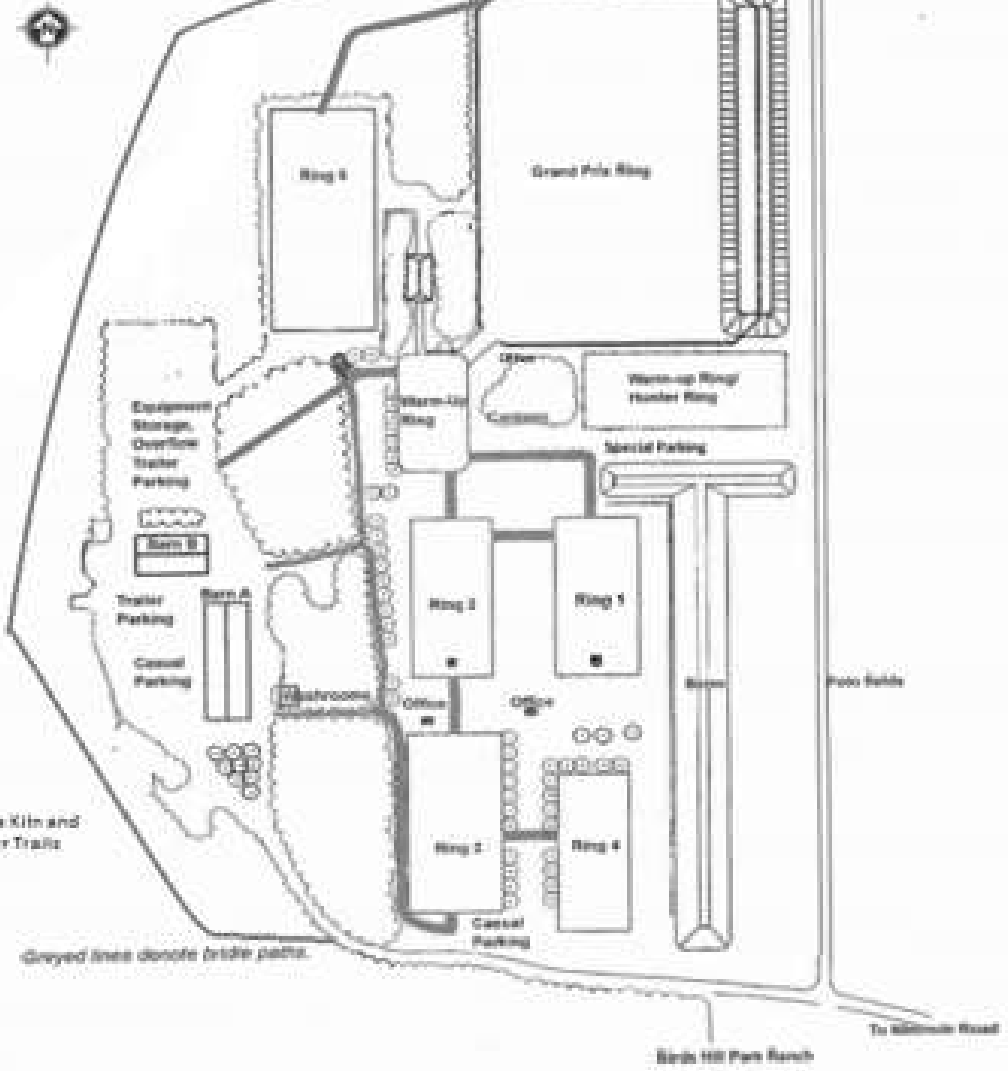 N
Ring 6
Grand Prix Ring
Warm-up Ring/
Hunter Ring
Warm-up
Ring
Special Parking
Equipment
Storage,
Overflow
Trailer
Parking
Barn B
Barn A
Trailer
Parking
Casual
Parking
Ring 2
Ring 1
Washrooms
Office
Office
Berm
Polo fields
Kiln and
Trails
Ring 3
Ring 4
Casual
Parking
Greyed lines denote bridle paths.
To Road
Birds Hill Park Ranch